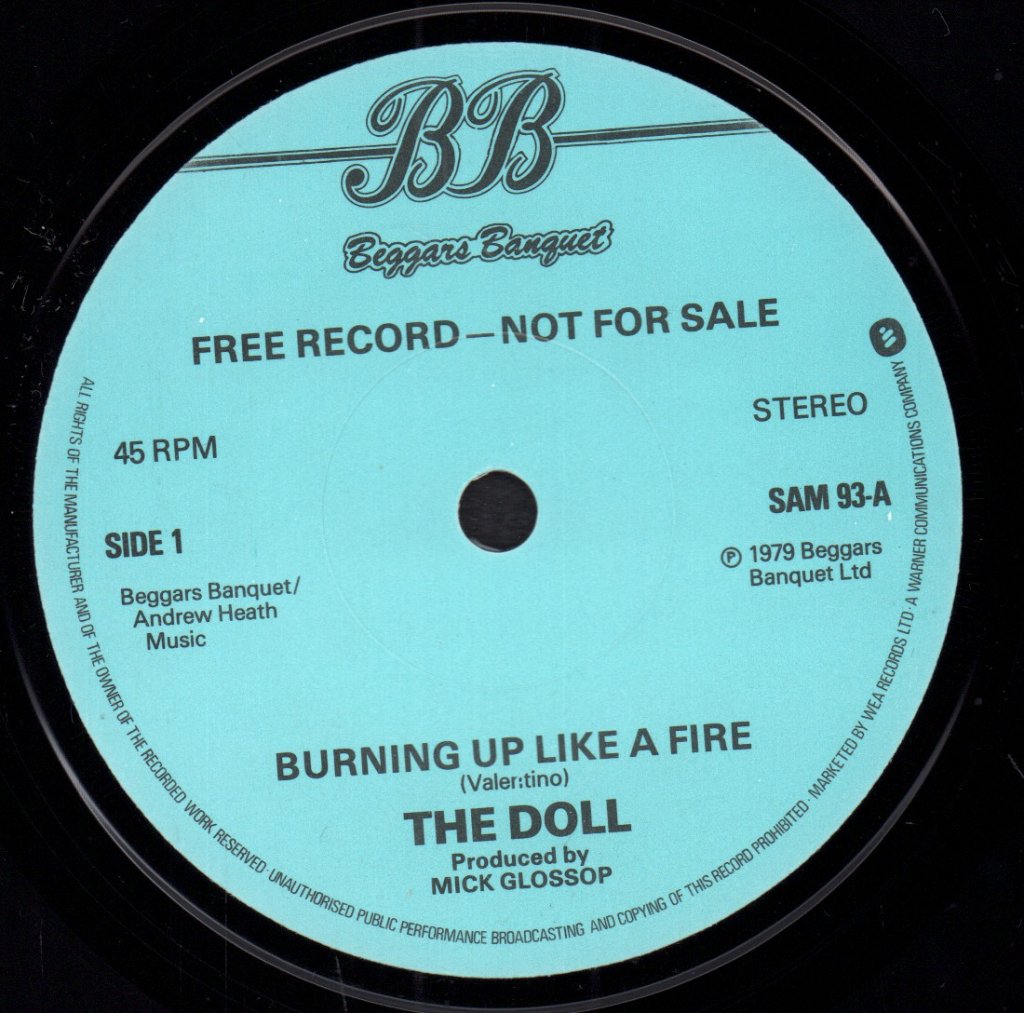 BB
Beggars Banquet
FREE RECORD—NOT FOR SALE
STEREO
45 RPM
SAM 93-A
SIDE 1
℗ 1979 Beggars
Banquet Ltd
Beggars Banquet/
Andrew Heath
Music
BURNING UP LIKE A FIRE
(Valer:tino)
THE DOLL
Produced by
MICK GLOSSOP
ALL RIGHTS OF THE MANUFACTURER AND OF THE OWNER OF THE RECORDED WORK RESERVED · UNAUTHORISED PUBLIC PERFORMANCE BROADCASTING AND COPYING OF THIS RECORD PROHIBITED · MARKETED BY WEA RECORDS LTD · A WARNER COMMUNICATIONS COMPANY